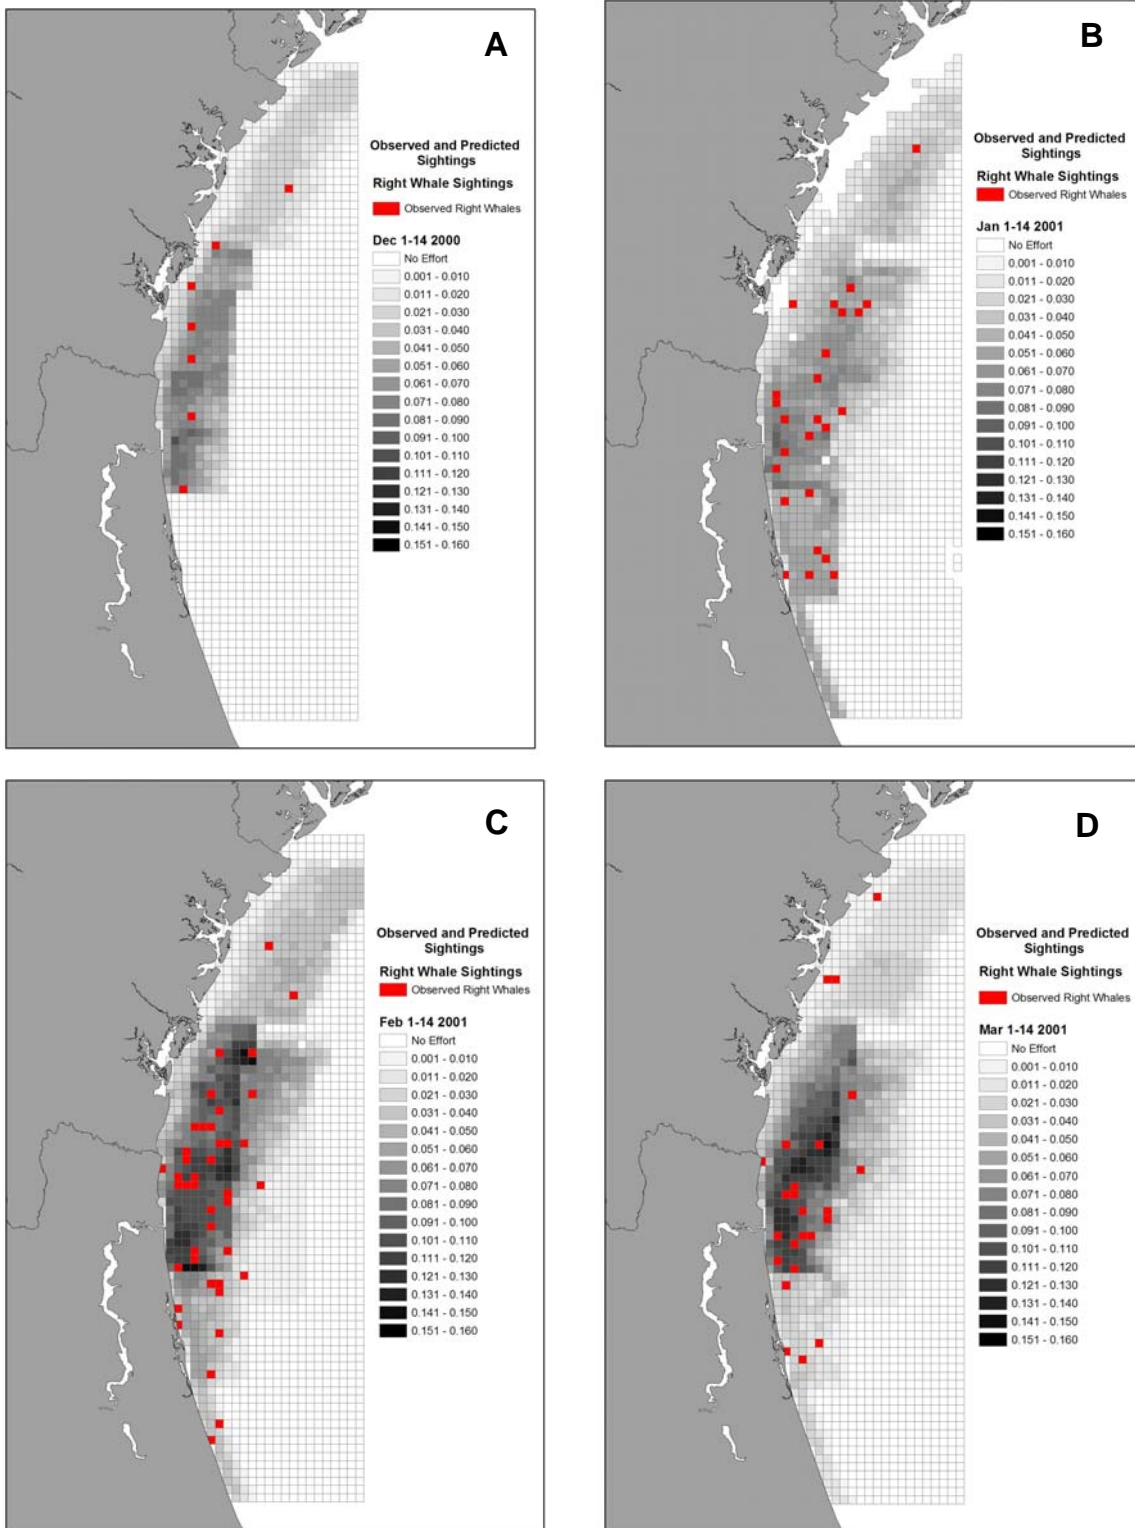 A
Observed and Predicted
Sightings
Right Whale Sightings
Observed Right Whales
Dec 1-14 2000
No Effort
0.001 - 0.010
0.011 - 0.020
0.021 - 0.030
0.031 - 0.040
0.041 - 0.050
0.051 - 0.060
0.061 - 0.070
0.071 - 0.080
0.081 - 0.090
0.091 - 0.100
0.101 - 0.110
0.111 - 0.120
0.121 - 0.130
0.131 - 0.140
0.141 - 0.150
0.151 - 0.160
B
Observed and Predicted
Sightings
Right Whale Sightings
Observed Right Whales
Jan 1-14 2001
No Effort
0.001 - 0.010
0.011 - 0.020
0.021 - 0.030
0.031 - 0.040
0.041 - 0.050
0.051 - 0.060
0.061 - 0.070
0.071 - 0.080
0.081 - 0.090
0.091 - 0.100
0.101 - 0.110
0.111 - 0.120
0.121 - 0.130
0.131 - 0.140
0.141 - 0.150
0.151 - 0.160
C
Observed and Predicted
Sightings
Right Whale Sightings
Observed Right Whales
Feb 1-14 2001
No Effort
0.001 - 0.010
0.011 - 0.020
0.021 - 0.030
0.031 - 0.040
0.041 - 0.050
0.051 - 0.060
0.061 - 0.070
0.071 - 0.080
0.081 - 0.090
0.091 - 0.100
0.101 - 0.110
0.111 - 0.120
0.121 - 0.130
0.131 - 0.140
0.141 - 0.150
0.151 - 0.160
D
Observed and Predicted
Sightings
Right Whale Sightings
Observed Right Whales
Mar 1-14 2001
No Effort
0.001 - 0.010
0.011 - 0.020
0.021 - 0.030
0.031 - 0.040
0.041 - 0.050
0.051 - 0.060
0.061 - 0.070
0.071 - 0.080
0.081 - 0.090
0.091 - 0.100
0.101 - 0.110
0.111 - 0.120
0.121 - 0.130
0.131 - 0.140
0.141 - 0.150
0.151 - 0.160